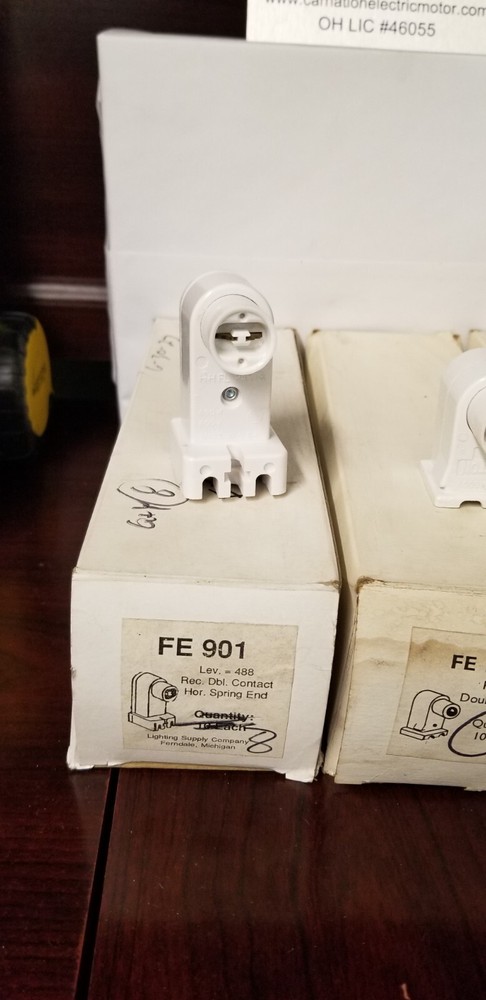 www.carnationelectricmotor.com
OH LIC #46055
FE 901
Lev. = 488
Rec. Dbl. Contact
Hor. Spring End
Quantity:
10 Each
8
Lighting Supply Company
Ferndale, Michigan
FE